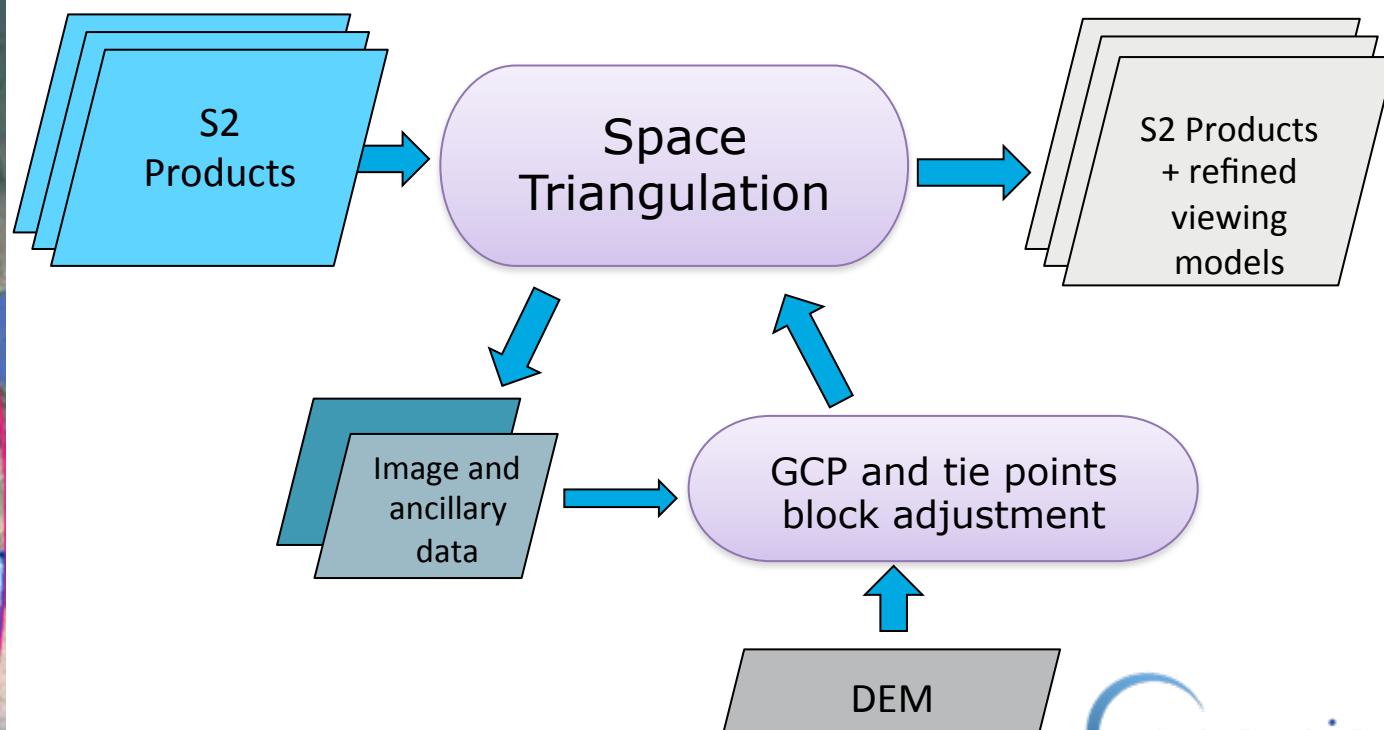 S2
Products
Space
Triangulation
S2 Products
+ refined
viewing
models
Image and
ancillary
data
GCP and tie points
block adjustment
DEM